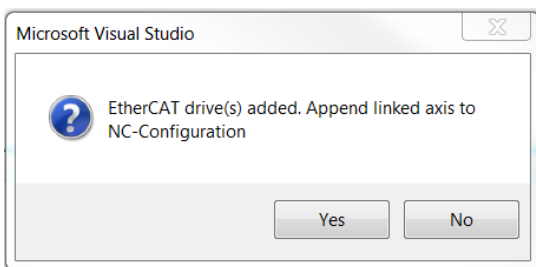 Microsoft Visual Studio
EtherCAT drive(s) added. Append linked axis to
NC-Configuration
Yes
No